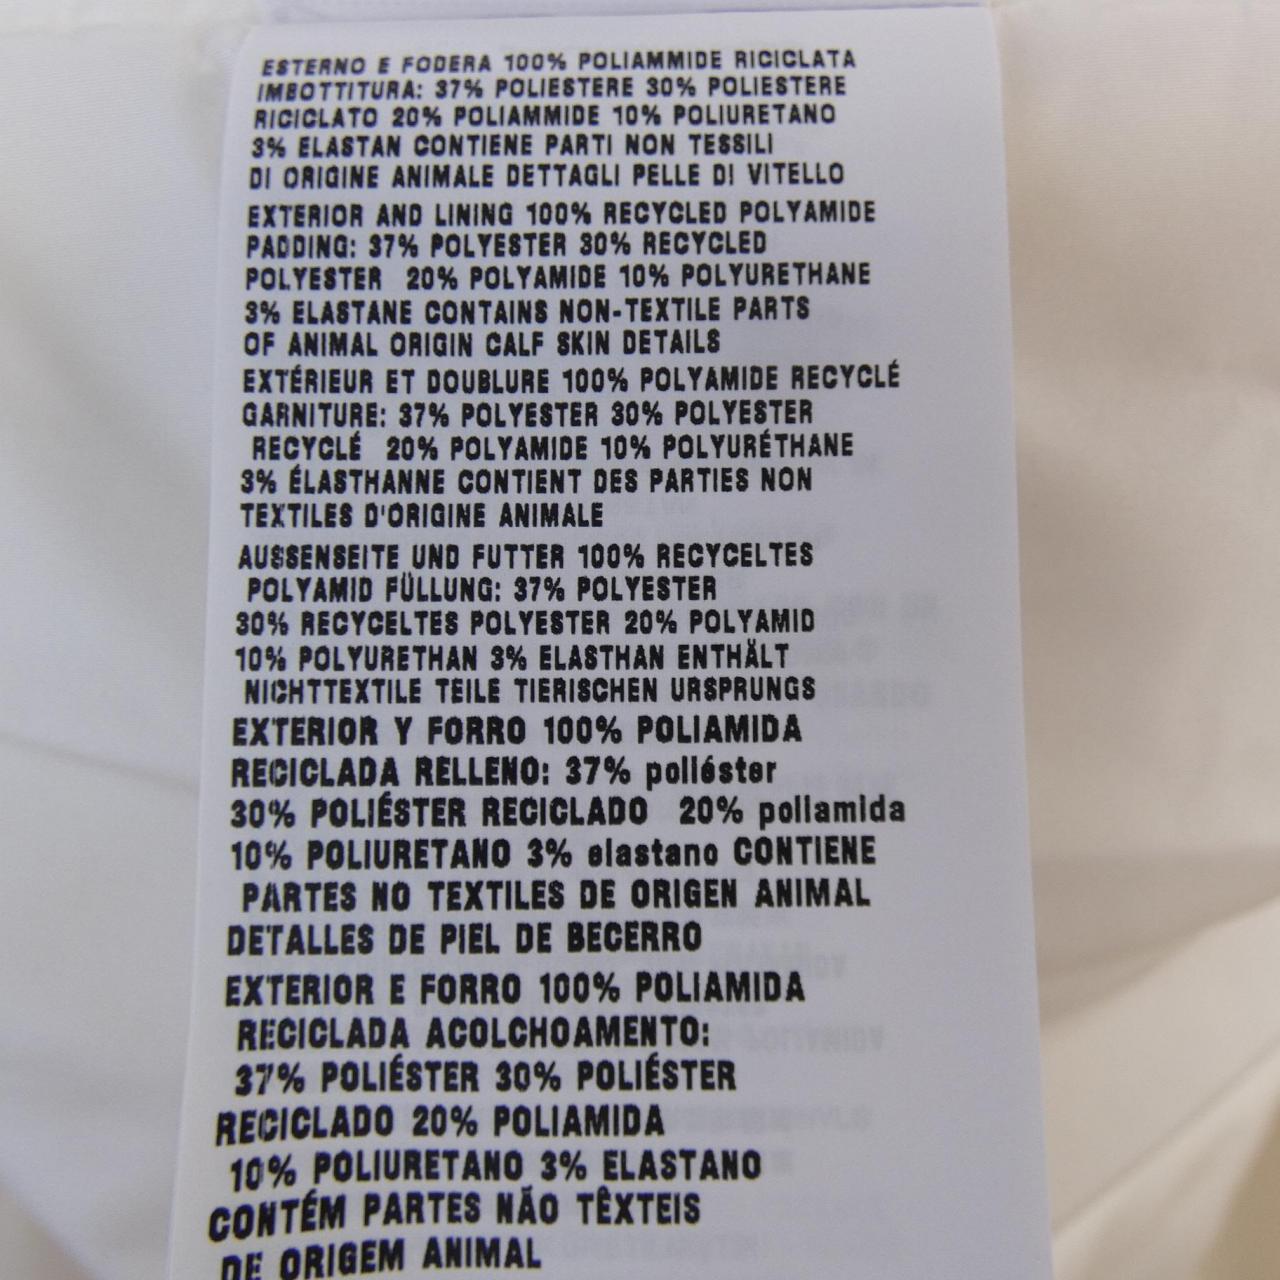 ESTERNO E FODERA 100% POLIAMMIDE RICICLATA
IMBOTTITURA: 37% POLIESTERE 30% POLIESTERE
RICICLATO 20% POLIAMMIDE 10% POLIURETANO
3% ELASTAN CONTIENE PARTI NON TESSILI
DI ORIGINE ANIMALE DETTAGLI PELLE DI VITELLO
EXTERIOR AND LINING 100% RECYCLED POLYAMIDE
PADDING: 37% POLYESTER 30% RECYCLED
POLYESTER 20% POLYAMIDE 10% POLYURETHANE
3% ELASTANE CONTAINS NON-TEXTILE PARTS
OF ANIMAL ORIGIN CALF SKIN DETAILS
EXTÉRIEUR ET DOUBLURE 100% POLYAMIDE RECYCLÉ
GARNITURE: 37% POLYESTER 30% POLYESTER
RECYCLÉ 20% POLYAMIDE 10% POLYURÉTHANE
3% ÉLASTHANNE CONTIENT DES PARTIES NON
TEXTILES D'ORIGINE ANIMALE
AUSSENSEITE UND FUTTER 100% RECYCELTES
POLYAMID FÜLLUNG: 37% POLYESTER
30% RECYCELTES POLYESTER 20% POLYAMID
10% POLYURETHAN 3% ELASTHAN ENTHÄLT
NICHTTEXTILE TEILE TIERISCHEN URSPRUNGS
EXTERIOR Y FORRO 100% POLIAMIDA
RECICLADA RELLENO: 37% poliéster
30% POLIÉSTER RECICLADO 20% poliamida
10% POLIURETANO 3% elastano CONTIENE
PARTES NO TEXTILES DE ORIGEN ANIMAL
DETALLES DE PIEL DE BECERRO
EXTERIOR E FORRO 100% POLIAMIDA
RECICLADA ACOLCHOAMENTO:
37% POLIÉSTER 30% POLIÉSTER
RECICLADO 20% POLIAMIDA
10% POLIURETANO 3% ELASTANO
CONTÉM PARTES NÃO TÊXTEIS
DE ORIGEM ANIMAL